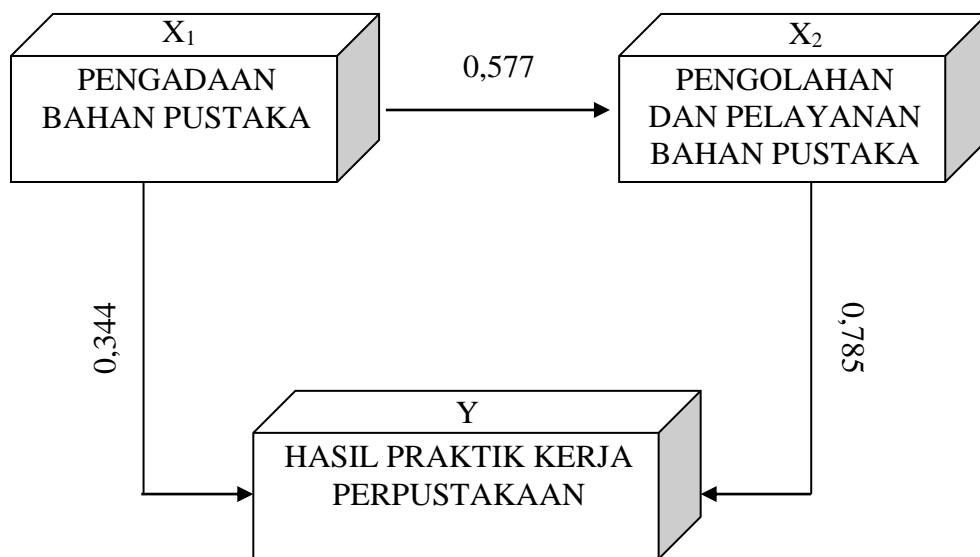 X₁
PENGADAAN
BAHAN PUSTAKA
0,577
X₂
PENGOLAHAN
DAN PELAYANAN
BAHAN PUSTAKA
0,344
0,785
Y
HASIL PRAKTIK KERJA
PERPUSTAKAAN